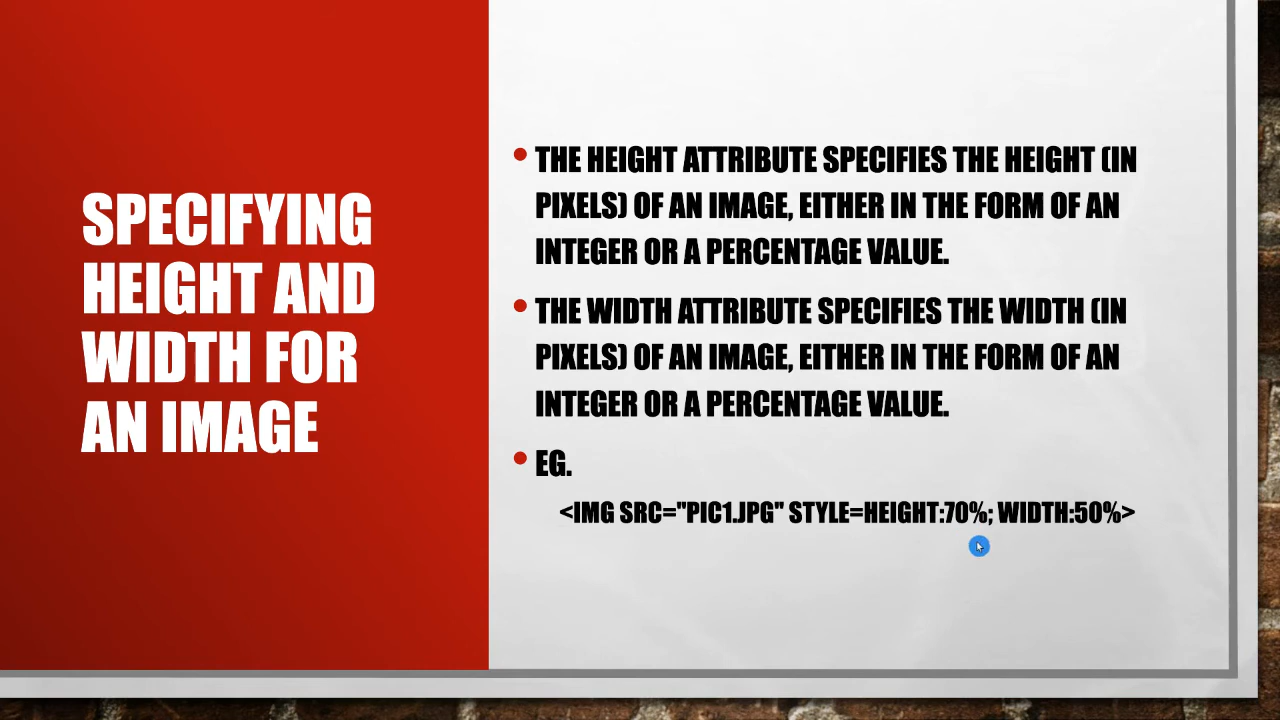 SPECIFYING
HEIGHT AND
WIDTH FOR
AN IMAGE
• THE HEIGHT ATTRIBUTE SPECIFIES THE HEIGHT (IN
PIXELS) OF AN IMAGE, EITHER IN THE FORM OF AN
INTEGER OR A PERCENTAGE VALUE.
• THE WIDTH ATTRIBUTE SPECIFIES THE WIDTH (IN
PIXELS) OF AN IMAGE, EITHER IN THE FORM OF AN
INTEGER OR A PERCENTAGE VALUE.
• EG.
<IMG SRC="PIC1.JPG" STYLE=HEIGHT:70%; WIDTH:50%>